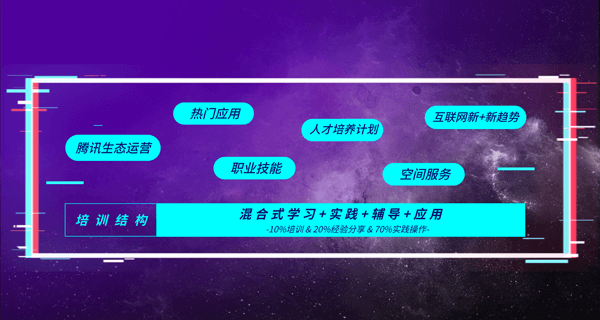 热门应用
互联网新+新趋势
人才培养计划
腾讯生态运营
职业技能
空间服务
培训结构
混合式学习+实践+辅导+应用
-10%培训 & 20%经验分享 & 70%实践操作-